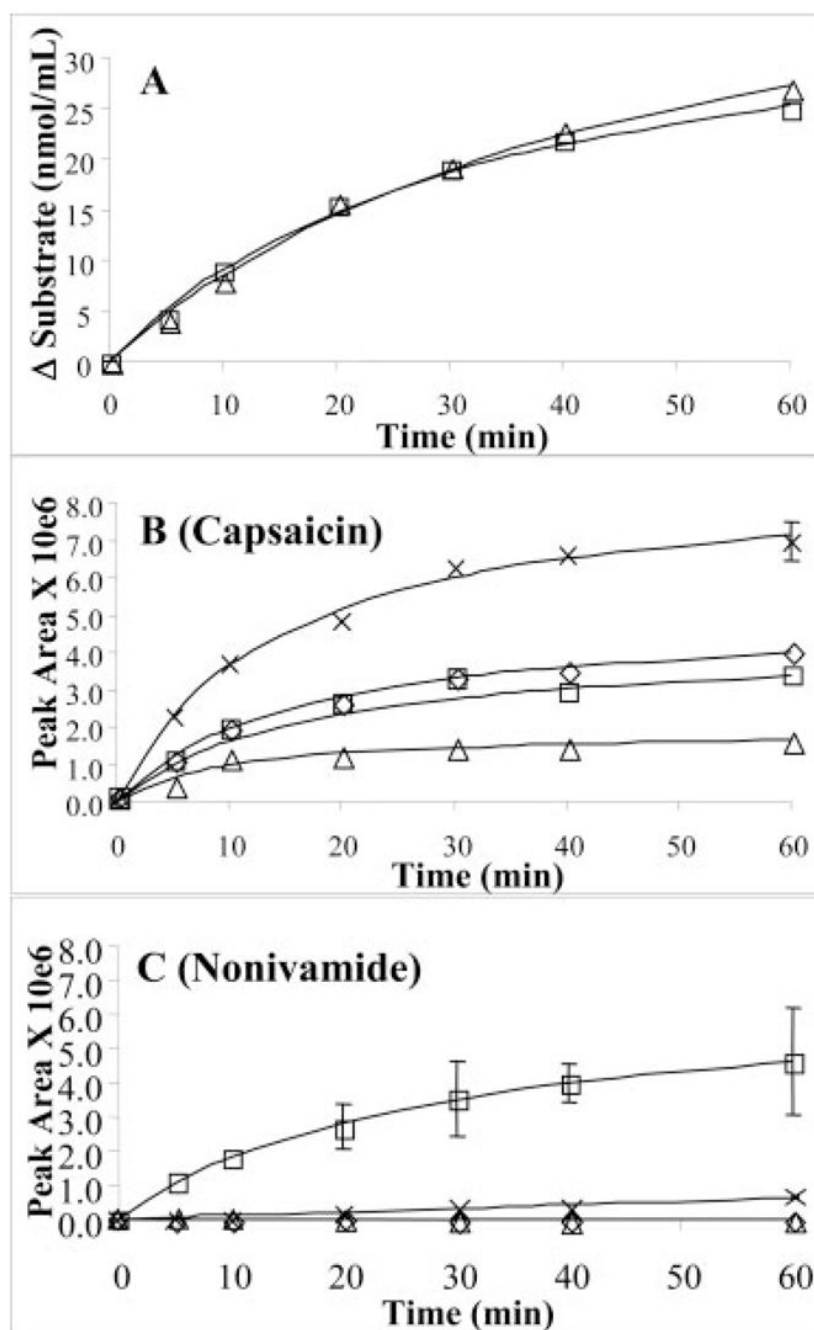 A
Δ Substrate (nmol/mL)
30
25
20
15
10
5
0
0 10 20 30 40 50 60
Time (min)
B (Capsaicin)
Peak Area X 10e6
8.0
7.0
6.0
5.0
4.0
3.0
2.0
1.0
0.0
0 10 20 30 40 50 60
Time (min)
C (Nonivamide)
Peak Area X 10e6
8.0
7.0
6.0
5.0
4.0
3.0
2.0
1.0
0.0
0 10 20 30 40 50 60
Time (min)